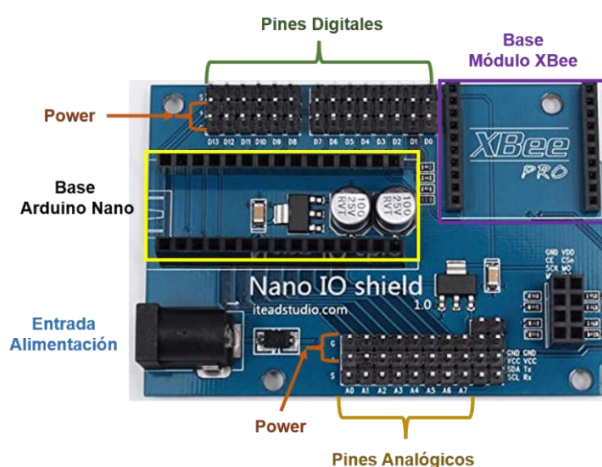 Pines Digitales
Base
Módulo XBee
Power
S
D13 D12 D11 D10 D9 D8 D7 D6 D5 D4 D3 D2 D1 D0
XBee
PRO
Base
Arduino Nano
100
25V
RVT
100
25V
RVT
GND VDD
CE CSn
SCK MO
Nano IO shield
iteadstudio.com
1.0
Entrada
Alimentación
G
S
GND GND
VCC VCC
SDA Tx
SCL Rx
A0 A1 A2 A3 A4 A5 A6 A7
Power
Pines Analógicos